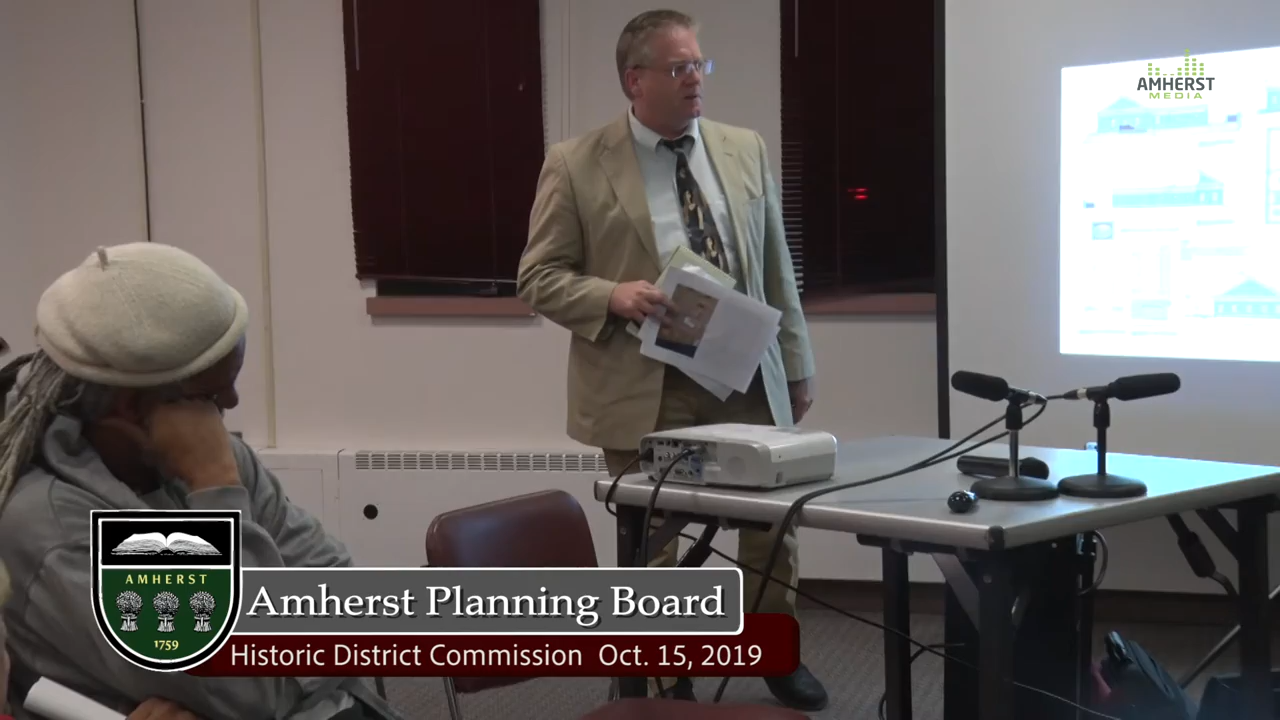 AMHERST
MEDIA
AMHERST
1759
Amherst Planning Board
Historic District Commission Oct. 15, 2019